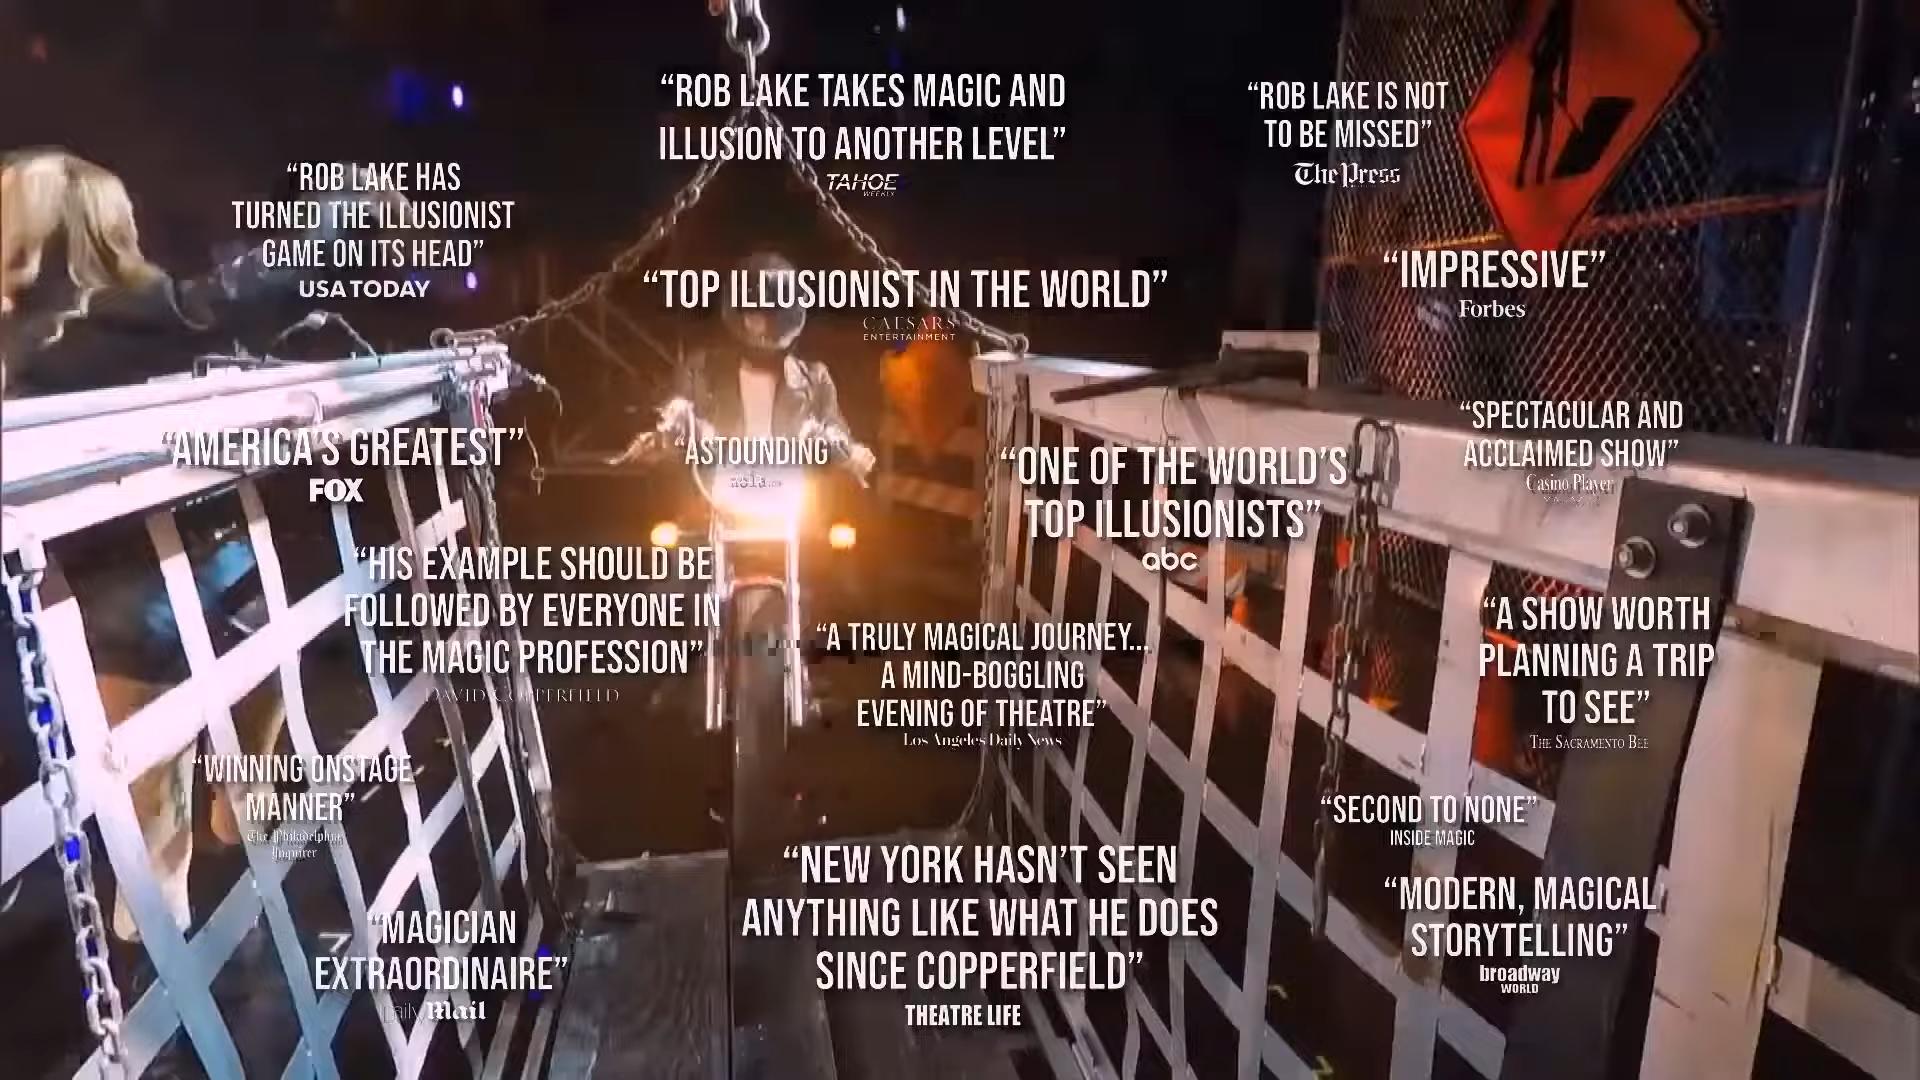 “ROB LAKE TAKES MAGIC AND
ILLUSION TO ANOTHER LEVEL”
TAHOE
WEEKLY
“ROB LAKE IS NOT
TO BE MISSED”
The Press
“ROB LAKE HAS
TURNED THE ILLUSIONIST
GAME ON ITS HEAD”
USA TODAY
“TOP ILLUSIONIST IN THE WORLD”
CAESARS
ENTERTAINMENT
“IMPRESSIVE”
Forbes
“AMERICA’S GREATEST”
FOX
“ASTOUNDING”
“ONE OF THE WORLD’S
TOP ILLUSIONISTS”
abc
“SPECTACULAR AND
ACCLAIMED SHOW”
Casino Player
“HIS EXAMPLE SHOULD BE
FOLLOWED BY EVERYONE IN
THE MAGIC PROFESSION”
DAVID COPPERFIELD
“A TRULY MAGICAL JOURNEY...
A MIND-BOGGLING
EVENING OF THEATRE”
Los Angeles Daily News
“A SHOW WORTH
PLANNING A TRIP
TO SEE”
THE SACRAMENTO BEE
“WINNING ONSTAGE
MANNER”
The Philadelphia
Inquirer
“SECOND TO NONE”
INSIDE MAGIC
“NEW YORK HASN’T SEEN
ANYTHING LIKE WHAT HE DOES
SINCE COPPERFIELD”
THEATRE LIFE
“MODERN, MAGICAL
STORYTELLING”
broadway
WORLD
“MAGICIAN
EXTRAORDINAIRE”
Daily Mail